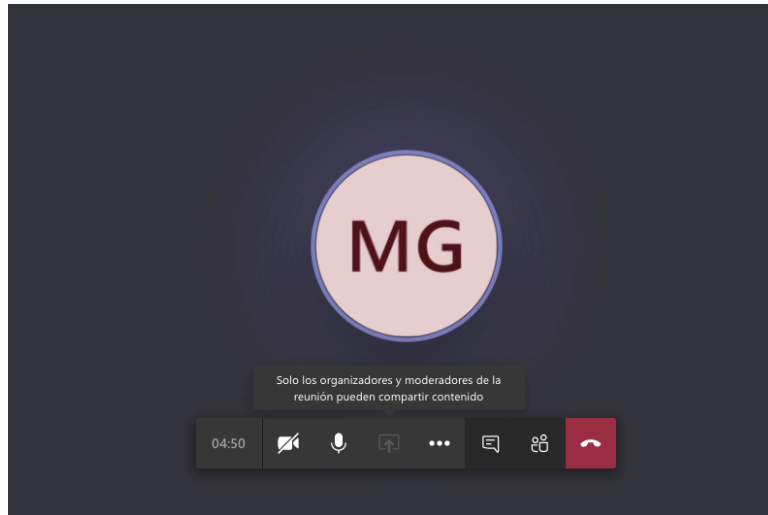 MG
Solo los organizadores y moderadores de la
reunión pueden compartir contenido
04:50